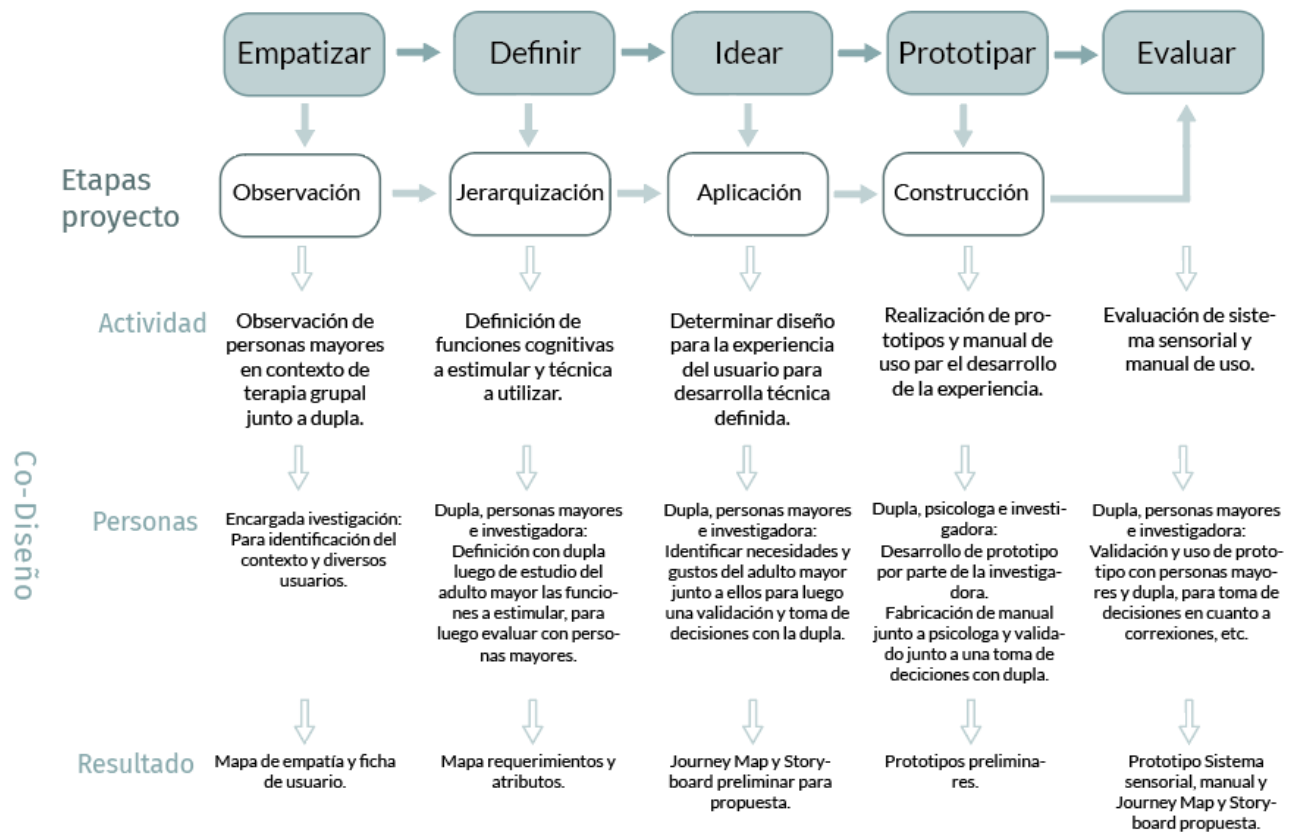 Empatizar
Definir
Idear
Prototipar
Evaluar
Etapas
proyecto
Observación
Jerarquización
Aplicación
Construcción
Co-Diseño
Actividad
Observación de
personas mayores
en contexto de
terapia grupal
junto a dupla.
Definición de
funciones cognitivas
a estimular y técnica
a utilizar.
Determinar diseño
para la experiencia
del usuario para
desarrolla técnica
definida.
Realización de pro-
totipos y manual de
uso par el desarrollo
de la experiencia.
Evaluación de siste-
ma sensorial y
manual de uso.
Personas
Encargada ivestigación:
Para identificación del
contexto y diversos
usuarios.
Dupla, personas mayores
e investigadora:
Definición con dupla
luego de estudio del
adulto mayor las funcio-
nes a estimular, para
luego evaluar con perso-
nas mayores.
Dupla, personas mayores
e investigadora:
Identificar necesidades y
gustos del adulto mayor
junto a ellos para luego
una validación y toma de
decisiones con la dupla.
Dupla, psicologa e investi-
gadora:
Desarrollo de prototipo
por parte de la investiga-
dora.
Fabricación de manual
junto a psicologa y valida-
do junto a una toma de
deciciones con dupla.
Dupla, personas mayores
e investigadora:
Validación y uso de proto-
tipo con personas mayo-
res y dupla, para toma de
decisiones en cuanto a
correxiones, etc.
Resultado
Mapa de empatía y ficha
de usuario.
Mapa requerimientos y
atributos.
Journey Map y Story-
board preliminar para
propuesta.
Prototipos prelimina-
res.
Prototipo Sistema
sensorial, manual y
Journey Map y Story-
board propuesta.